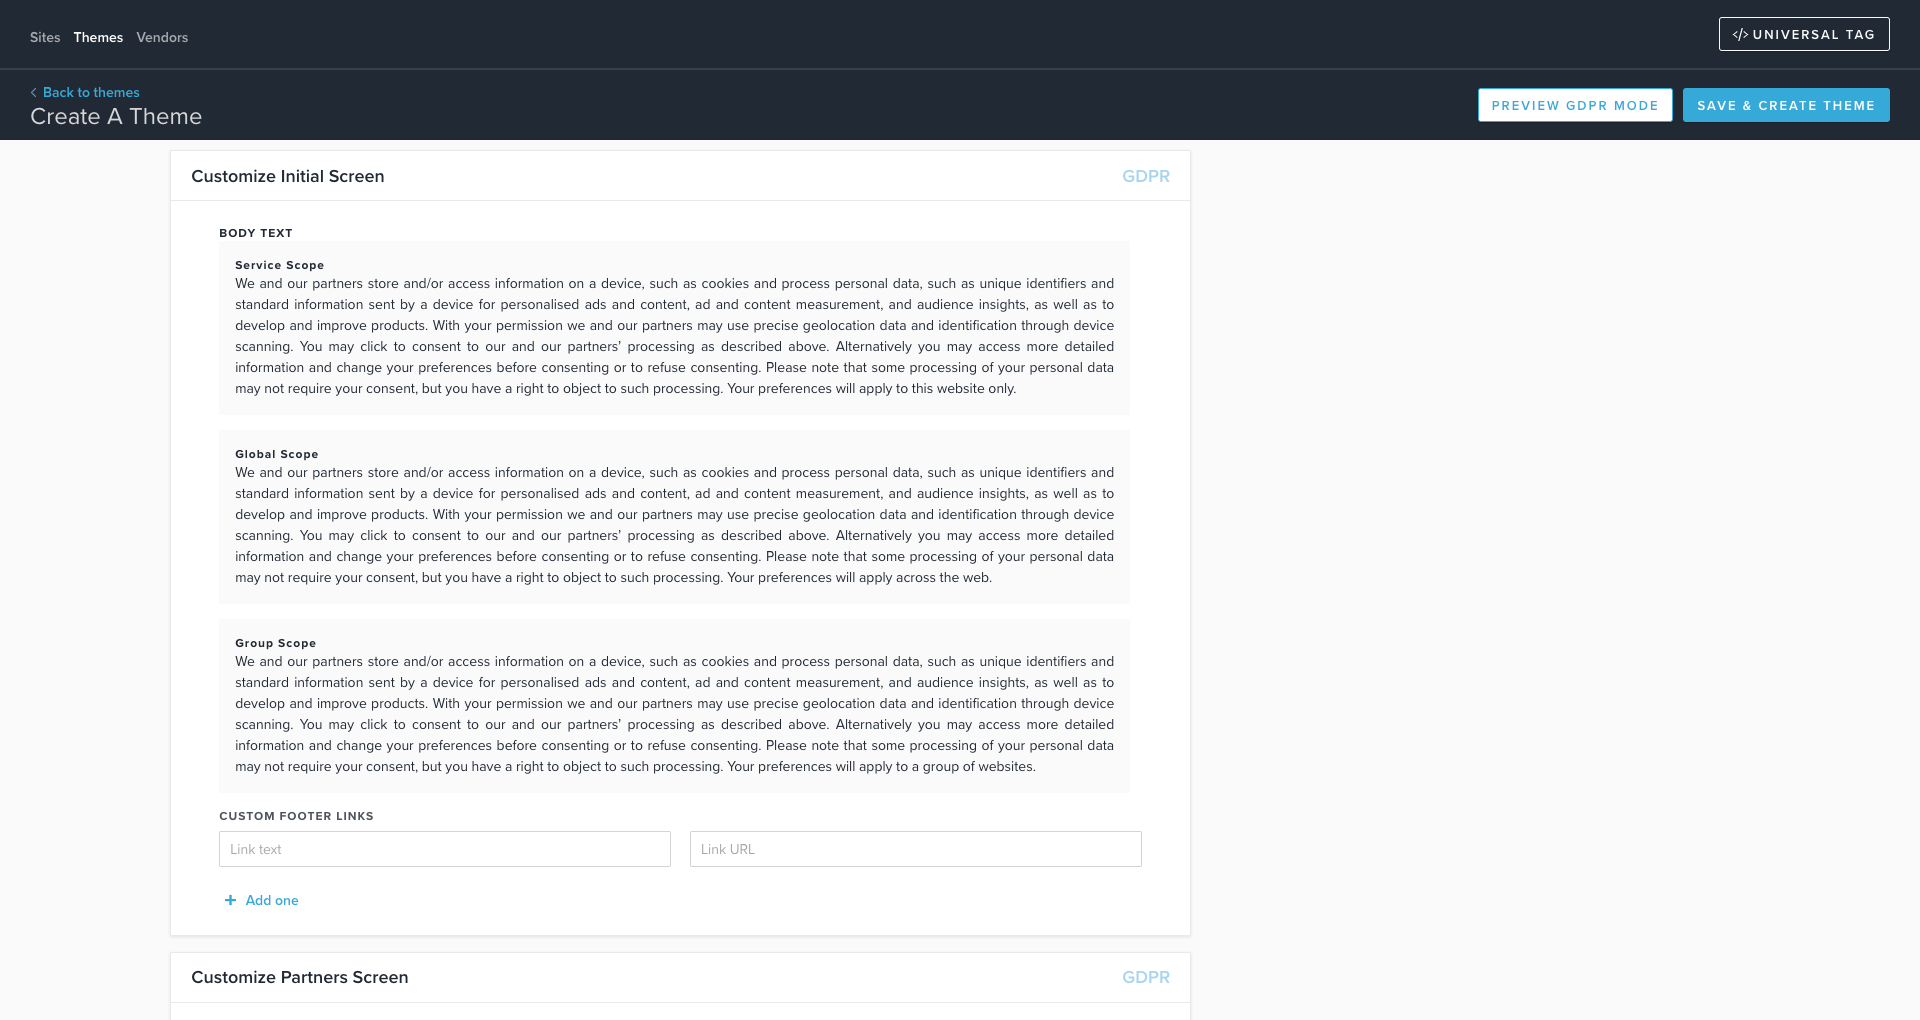 Sites Themes Vendors
</> UNIVERSAL TAG
< Back to themes
Create A Theme
PREVIEW GDPR MODE
SAVE & CREATE THEME
Customize Initial Screen
GDPR
BODY TEXT
Service Scope
We and our partners store and/or access information on a device, such as cookies and process personal data, such as unique identifiers and
standard information sent by a device for personalised ads and content, ad and content measurement, and audience insights, as well as to
develop and improve products. With your permission we and our partners may use precise geolocation data and identification through device
scanning. You may click to consent to our and our partners’ processing as described above. Alternatively you may access more detailed
information and change your preferences before consenting or to refuse consenting. Please note that some processing of your personal data
may not require your consent, but you have a right to object to such processing. Your preferences will apply to this website only.
Global Scope
We and our partners store and/or access information on a device, such as cookies and process personal data, such as unique identifiers and
standard information sent by a device for personalised ads and content, ad and content measurement, and audience insights, as well as to
develop and improve products. With your permission we and our partners may use precise geolocation data and identification through device
scanning. You may click to consent to our and our partners’ processing as described above. Alternatively you may access more detailed
information and change your preferences before consenting or to refuse consenting. Please note that some processing of your personal data
may not require your consent, but you have a right to object to such processing. Your preferences will apply across the web.
Group Scope
We and our partners store and/or access information on a device, such as cookies and process personal data, such as unique identifiers and
standard information sent by a device for personalised ads and content, ad and content measurement, and audience insights, as well as to
develop and improve products. With your permission we and our partners may use precise geolocation data and identification through device
scanning. You may click to consent to our and our partners’ processing as described above. Alternatively you may access more detailed
information and change your preferences before consenting or to refuse consenting. Please note that some processing of your personal data
may not require your consent, but you have a right to object to such processing. Your preferences will apply to a group of websites.
CUSTOM FOOTER LINKS
Link text
Link URL
+ Add one
Customize Partners Screen
GDPR